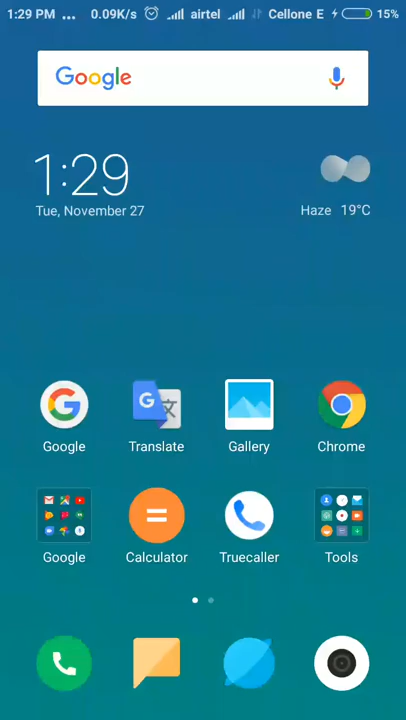 1:29 PM ... 0.09K/s airtel Cellone E 15%
Google
1:29
Tue, November 27
Haze 19°C
Google Translate Gallery Chrome
Google Calculator Truecaller Tools